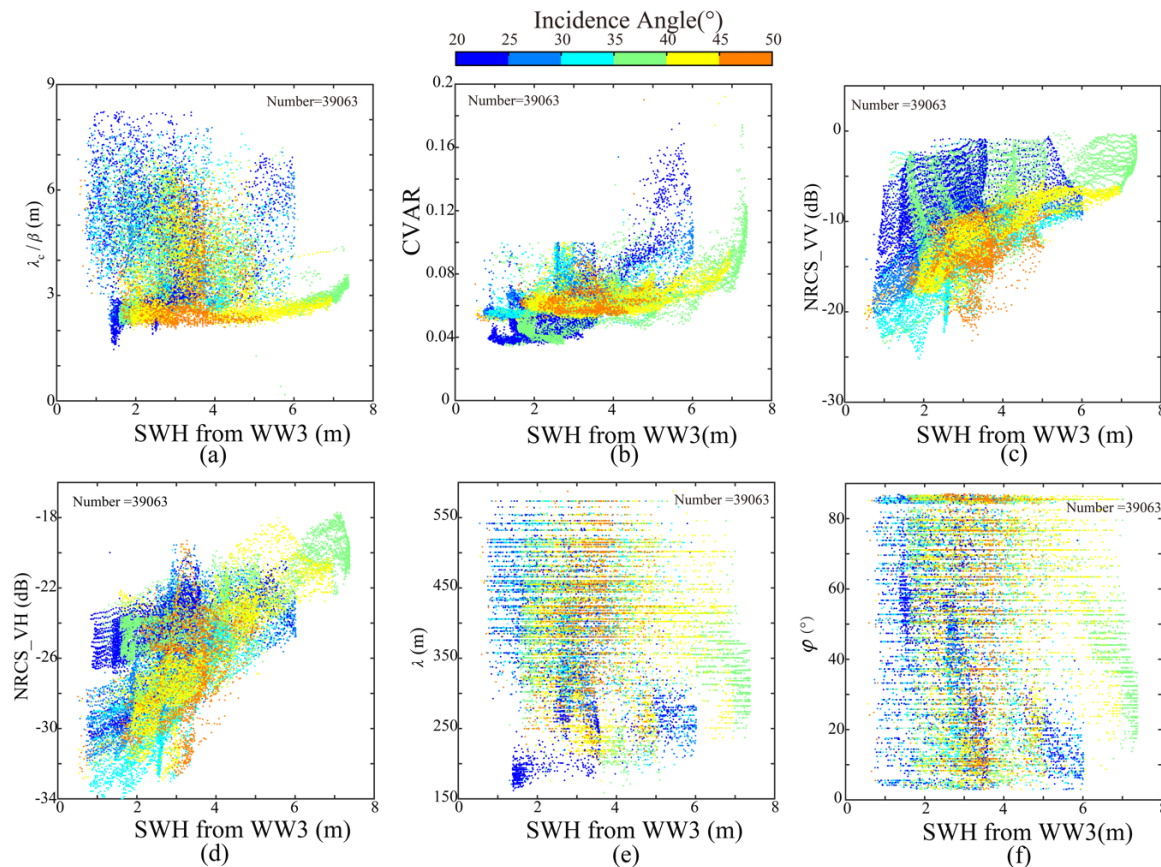 Incidence Angle(°)
20 25 30 35 40 45 50
Number=39063
9
6
3
0
λc / β (m)
0 2 4 6 8
SWH from WW3 (m)
(a)
Number=39063
0.2
0.16
0.12
0.08
0.04
0
CVAR
0 2 4 6 8
SWH from WW3(m)
(b)
Number =39063
0
-10
-20
-30
NRCS_VV (dB)
0 2 4 6 8
SWH from WW3 (m)
(c)
Number =39063
-18
-22
-26
-30
-34
NRCS_VH (dB)
0 2 4 6 8
SWH from WW3 (m)
(d)
Number =39063
550
450
350
250
150
λ (m)
0 2 4 6 8
SWH from WW3 (m)
(e)
Number =39063
80
60
40
20
0
φ (°)
0 2 4 6 8
SWH from WW3(m)
(f)